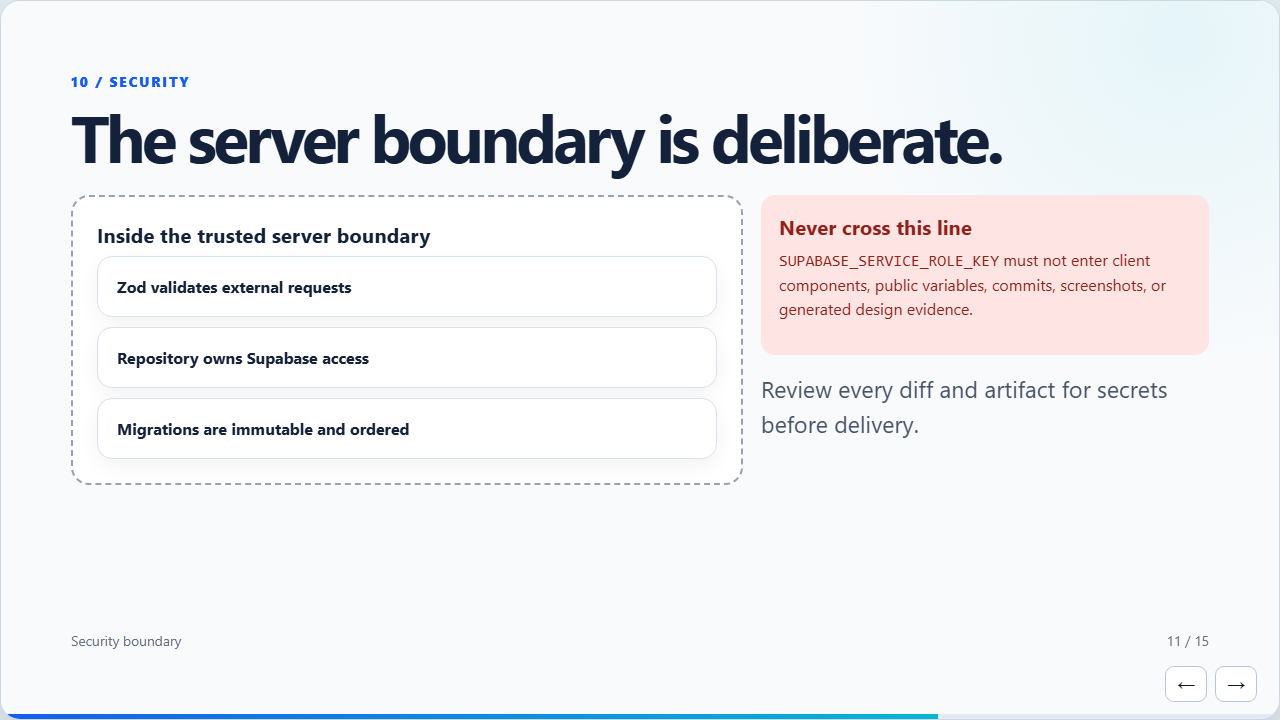 10 / SECURITY
The server boundary is deliberate.
Inside the trusted server boundary
Zod validates external requests
Repository owns Supabase access
Migrations are immutable and ordered
Never cross this line
SUPABASE_SERVICE_ROLE_KEY must not enter client
components, public variables, commits, screenshots, or
generated design evidence.
Review every diff and artifact for secrets
before delivery.
Security boundary
11 / 15
← →